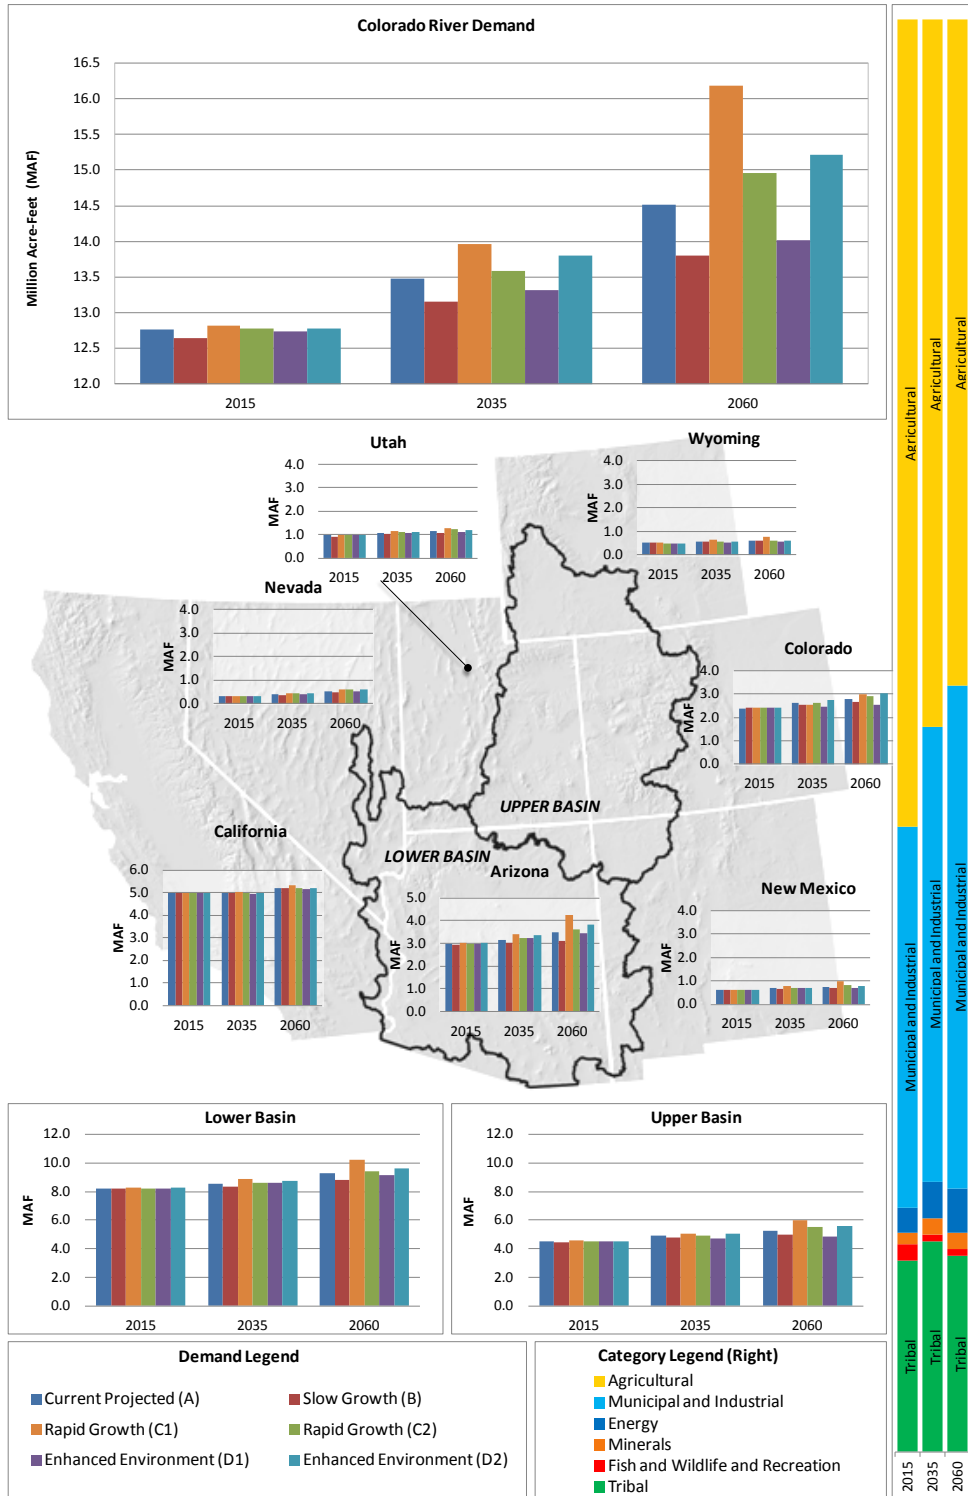 Colorado River Demand
Million Acre-Feet (MAF)
16.5
16.0
15.5
15.0
14.5
14.0
13.5
13.0
12.5
12.0
2015 2035 2060
Utah
MAF
4.0
3.0
2.0
1.0
0.0
2015 2035 2060
Wyoming
MAF
4.0
3.0
2.0
1.0
0.0
2015 2035 2060
Nevada
MAF
4.0
3.0
2.0
1.0
0.0
2015 2035 2060
Colorado
MAF
4.0
3.0
2.0
1.0
0.0
2015 2035 2060
UPPER BASIN
LOWER BASIN
California
MAF
6.0
5.0
4.0
3.0
2.0
1.0
0.0
2015 2035 2060
Arizona
MAF
5.0
4.0
3.0
2.0
1.0
0.0
2015 2035 2060
New Mexico
MAF
4.0
3.0
2.0
1.0
0.0
2015 2035 2060
Lower Basin
MAF
12.0
10.0
8.0
6.0
4.0
2.0
0.0
2015 2035 2060
Upper Basin
MAF
12.0
10.0
8.0
6.0
4.0
2.0
0.0
2015 2035 2060
Demand Legend
Current Projected (A) Slow Growth (B)
Rapid Growth (C1) Rapid Growth (C2)
Enhanced Environment (D1) Enhanced Environment (D2)
Category Legend (Right)
Agricultural
Municipal and Industrial
Energy
Minerals
Fish and Wildlife and Recreation
Tribal
Agricultural
Municipal and Industrial
Tribal
2015
Agricultural
Municipal and Industrial
Tribal
2035
Agricultural
Municipal and Industrial
Tribal
2060